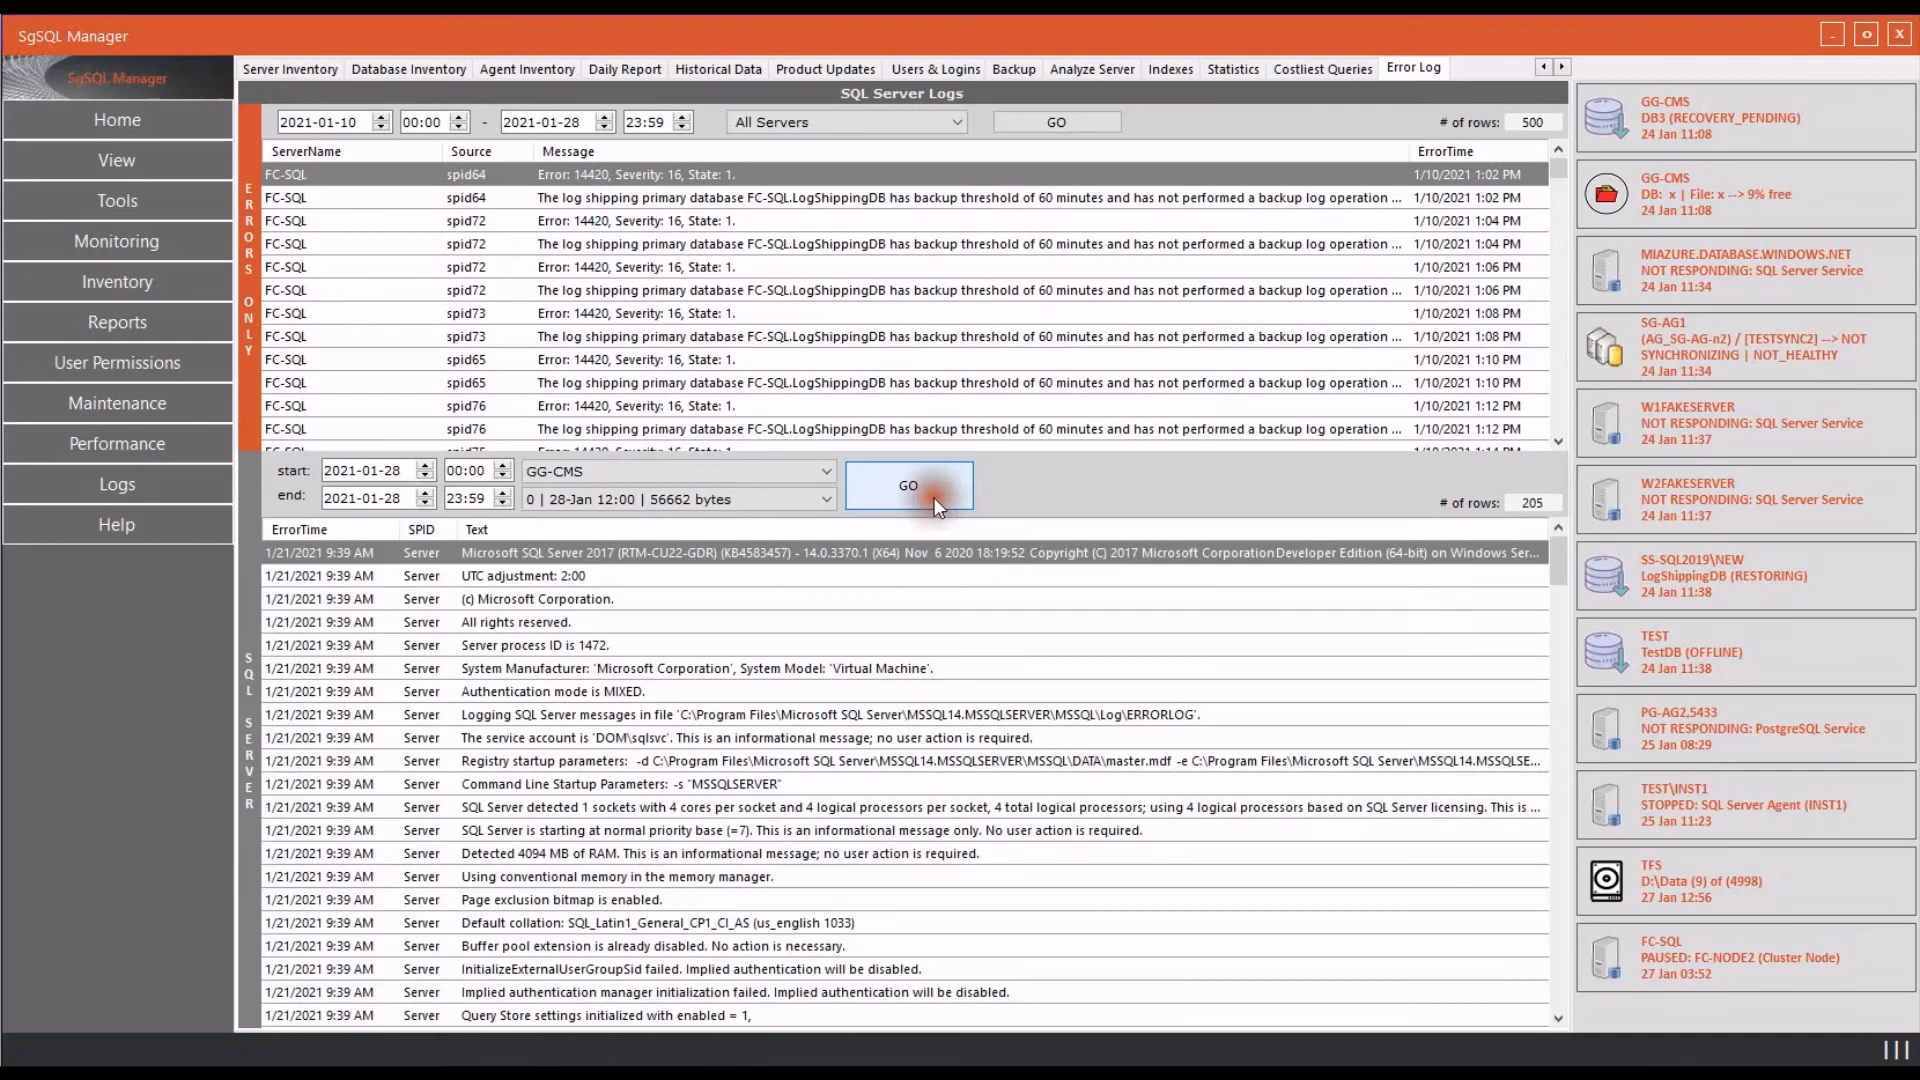 SgSQL Manager
- o X
SgSQL Manager
Home
View
Tools
Monitoring
Inventory
Reports
User Permissions
Maintenance
Performance
Logs
Help
Server Inventory Database Inventory Agent Inventory Daily Report Historical Data Product Updates Users & Logins Backup Analyze Server Indexes Statistics Costliest Queries Error Log
SQL Server Logs
ERRORS ONLY
2021-01-10 00:00 - 2021-01-28 23:59 All Servers GO # of rows: 500
ServerName Source Message ErrorTime
FC-SQL spid64 Error: 14420, Severity: 16, State: 1. 1/10/2021 1:02 PM
FC-SQL spid64 The log shipping primary database FC-SQL.LogShippingDB has backup threshold of 60 minutes and has not performed a backup log operation ... 1/10/2021 1:02 PM
FC-SQL spid72 Error: 14420, Severity: 16, State: 1. 1/10/2021 1:04 PM
FC-SQL spid72 The log shipping primary database FC-SQL.LogShippingDB has backup threshold of 60 minutes and has not performed a backup log operation ... 1/10/2021 1:04 PM
FC-SQL spid72 Error: 14420, Severity: 16, State: 1. 1/10/2021 1:06 PM
FC-SQL spid72 The log shipping primary database FC-SQL.LogShippingDB has backup threshold of 60 minutes and has not performed a backup log operation ... 1/10/2021 1:06 PM
FC-SQL spid73 Error: 14420, Severity: 16, State: 1. 1/10/2021 1:08 PM
FC-SQL spid73 The log shipping primary database FC-SQL.LogShippingDB has backup threshold of 60 minutes and has not performed a backup log operation ... 1/10/2021 1:08 PM
FC-SQL spid65 Error: 14420, Severity: 16, State: 1. 1/10/2021 1:10 PM
FC-SQL spid65 The log shipping primary database FC-SQL.LogShippingDB has backup threshold of 60 minutes and has not performed a backup log operation ... 1/10/2021 1:10 PM
FC-SQL spid76 Error: 14420, Severity: 16, State: 1. 1/10/2021 1:12 PM
FC-SQL spid76 The log shipping primary database FC-SQL.LogShippingDB has backup threshold of 60 minutes and has not performed a backup log operation ... 1/10/2021 1:12 PM
SQL SERVER
start: 2021-01-28 00:00 GG-CMS
end: 2021-01-28 23:59 0 | 28-Jan 12:00 | 56662 bytes
GO
# of rows: 205
ErrorTime SPID Text
1/21/2021 9:39 AM Server Microsoft SQL Server 2017 (RTM-CU22-GDR) (KB4583457) - 14.0.3370.1 (X64) Nov 6 2020 18:19:52 Copyright (C) 2017 Microsoft CorporationDeveloper Edition (64-bit) on Windows Ser...
1/21/2021 9:39 AM Server UTC adjustment: 2:00
1/21/2021 9:39 AM Server (c) Microsoft Corporation.
1/21/2021 9:39 AM Server All rights reserved.
1/21/2021 9:39 AM Server Server process ID is 1472.
1/21/2021 9:39 AM Server System Manufacturer: 'Microsoft Corporation', System Model: 'Virtual Machine'.
1/21/2021 9:39 AM Server Authentication mode is MIXED.
1/21/2021 9:39 AM Server Logging SQL Server messages in file 'C:\Program Files\Microsoft SQL Server\MSSQL14.MSSQLSERVER\MSSQL\Log\ERRORLOG'.
1/21/2021 9:39 AM Server The service account is 'DOM\sqlsvc'. This is an informational message; no user action is required.
1/21/2021 9:39 AM Server Registry startup parameters: -d C:\Program Files\Microsoft SQL Server\MSSQL14.MSSQLSERVER\MSSQL\DATA\master.mdf -e C:\Program Files\Microsoft SQL Server\MSSQL14.MSSQLSE...
1/21/2021 9:39 AM Server Command Line Startup Parameters: -s "MSSQLSERVER"
1/21/2021 9:39 AM Server SQL Server detected 1 sockets with 4 cores per socket and 4 logical processors per socket, 4 total logical processors; using 4 logical processors based on SQL Server licensing. This is ...
1/21/2021 9:39 AM Server SQL Server is starting at normal priority base (=7). This is an informational message only. No user action is required.
1/21/2021 9:39 AM Server Detected 4094 MB of RAM. This is an informational message; no user action is required.
1/21/2021 9:39 AM Server Using conventional memory in the memory manager.
1/21/2021 9:39 AM Server Page exclusion bitmap is enabled.
1/21/2021 9:39 AM Server Default collation: SQL_Latin1_General_CP1_CI_AS (us_english 1033)
1/21/2021 9:39 AM Server Buffer pool extension is already disabled. No action is necessary.
1/21/2021 9:39 AM Server InitializeExternalUserGroupSid failed. Implied authentication will be disabled.
1/21/2021 9:39 AM Server Implied authentication manager initialization failed. Implied authentication will be disabled.
1/21/2021 9:39 AM Server Query Store settings initialized with enabled = 1,
GG-CMS
DB3 (RECOVERY_PENDING)
24 Jan 11:08
GG-CMS
DB: x | File: x --> 9% free
24 Jan 11:08
MIAZURE.DATABASE.WINDOWS.NET
NOT RESPONDING: SQL Server Service
24 Jan 11:34
SG-AG1
(AG_SG-AG-n2) / [TESTSYNC2] --> NOT
SYNCHRONIZING | NOT_HEALTHY
24 Jan 11:34
W1FAKESERVER
NOT RESPONDING: SQL Server Service
24 Jan 11:37
W2FAKESERVER
NOT RESPONDING: SQL Server Service
24 Jan 11:37
SS-SQL2019\NEW
LogShippingDB (RESTORING)
24 Jan 11:38
TEST
TestDB (OFFLINE)
24 Jan 11:38
PG-AG2,5433
NOT RESPONDING: PostgreSQL Service
25 Jan 08:29
TEST\INST1
STOPPED: SQL Server Agent (INST1)
25 Jan 11:23
TFS
D:\Data (9) of (4998)
27 Jan 12:56
FC-SQL
PAUSED: FC-NODE2 (Cluster Node)
27 Jan 03:52